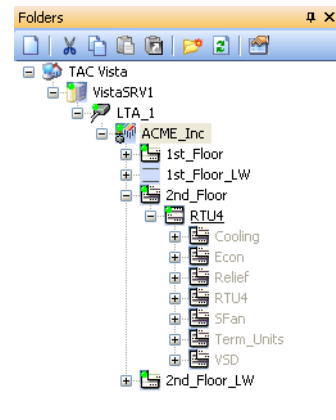 Folders
TAC Vista
VistaSRV1
LTA_1
ACME_Inc
1st_Floor
1st_Floor_LW
2nd_Floor
RTU4
Cooling
Econ
Relief
RTU4
SFan
Term_Units
VSD
2nd_Floor_LW